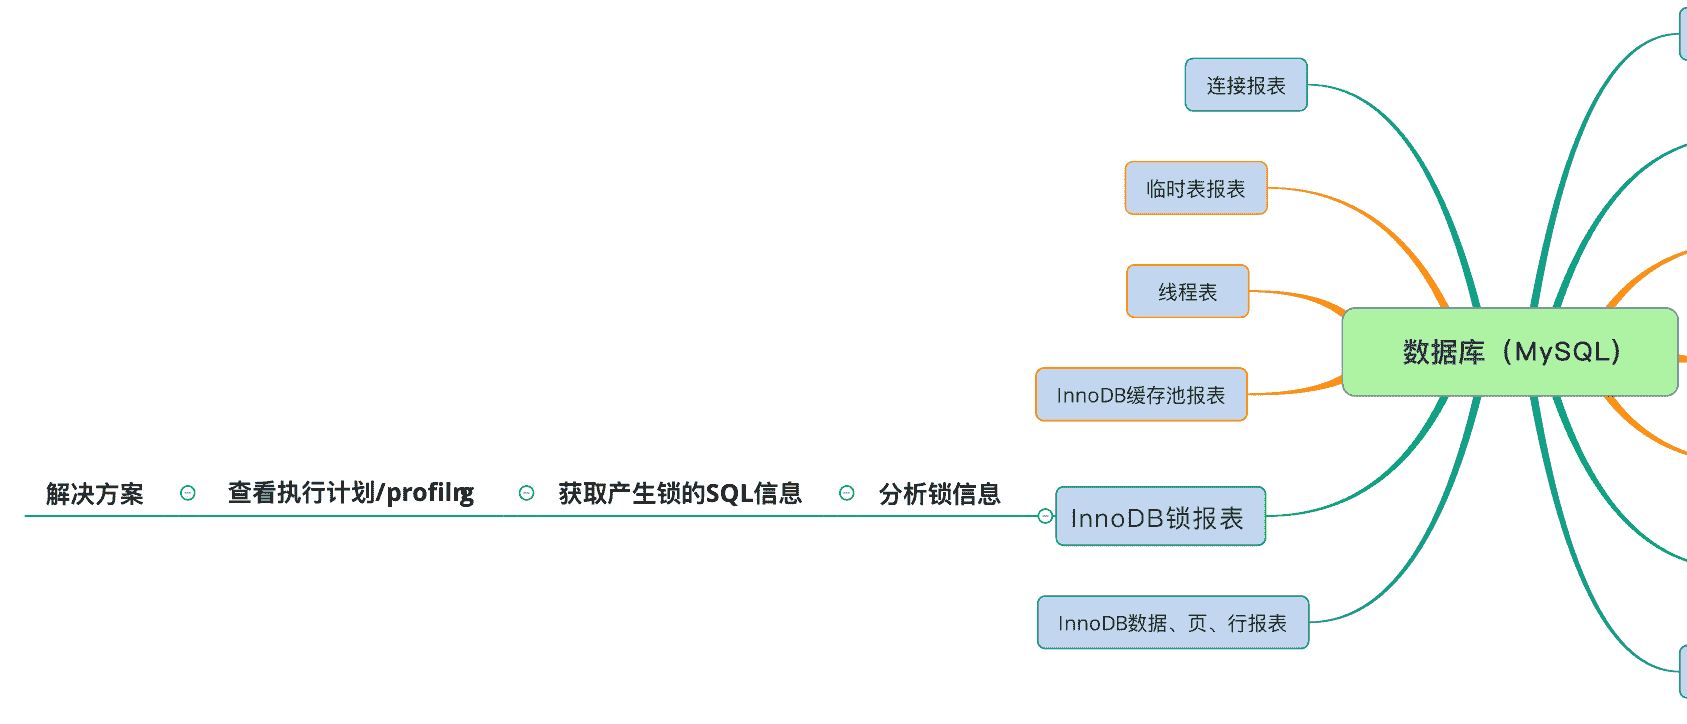 连接报表
临时表报表
线程表
数据库（MySQL）
InnoDB缓存池报表
解决方案
查看执行计划/profilng
获取产生锁的SQL信息
分析锁信息
InnoDB锁报表
InnoDB数据、页、行报表